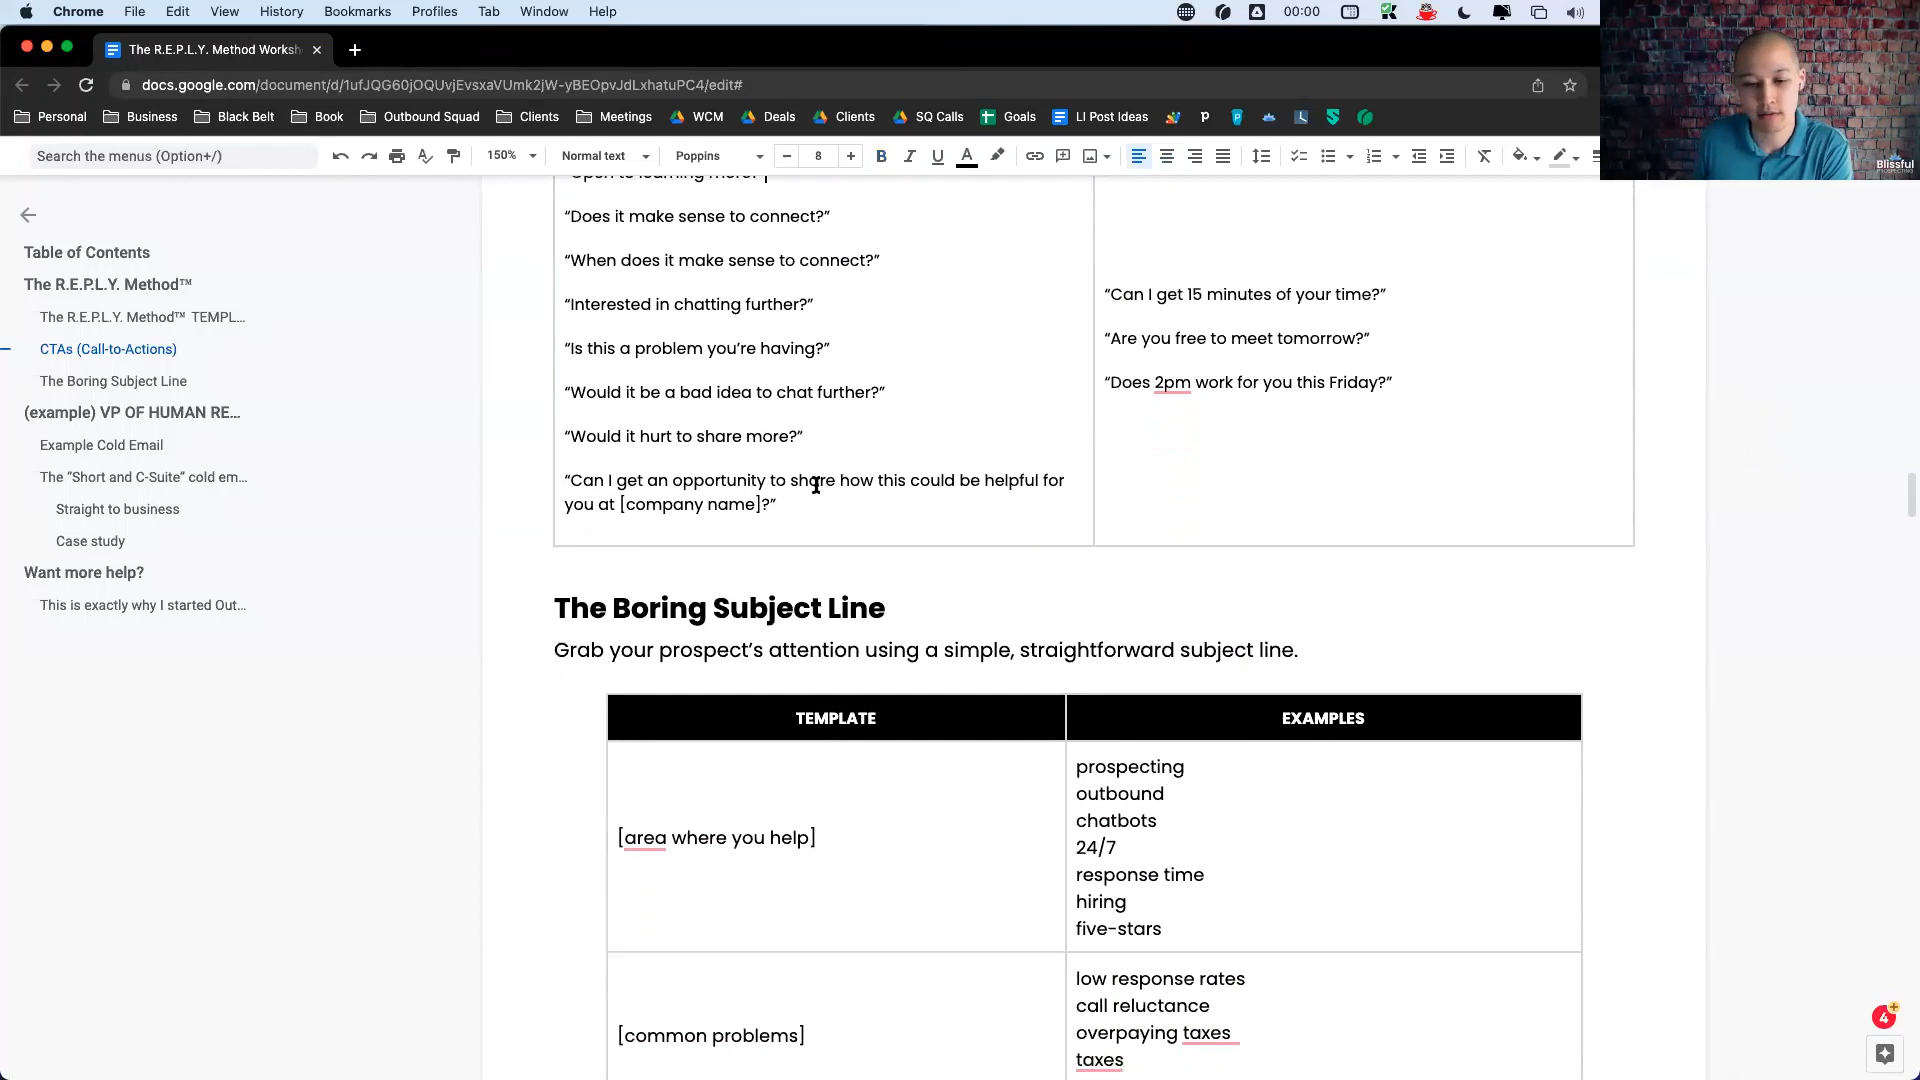 Chrome File Edit View History Bookmarks Profiles Tab Window Help 00:00
The R.E.P.L.Y. Method Worksh
docs.google.com/document/d/1ufJQG60jOQUvjEvsxaVUmk2jW-yBEOpvJdLxhatuPC4/edit#
Personal Business Black Belt Book Outbound Squad Clients Meetings WCM Deals Clients SQ Calls Goals LI Post Ideas
Search the menus (Option+/) 150% Normal text Poppins 8
Blissful
PROSPECTING
Table of Contents
The R.E.P.L.Y. Method™
The R.E.P.L.Y. Method™ TEMPL...
CTAs (Call-to-Actions)
The Boring Subject Line
(example) VP OF HUMAN RE...
Example Cold Email
The “Short and C-Suite” cold em...
Straight to business
Case study
Want more help?
This is exactly why I started Out...
“Open to learning more?”
“Does it make sense to connect?”
“When does it make sense to connect?”
“Interested in chatting further?”
“Is this a problem you’re having?”
“Would it be a bad idea to chat further?”
“Would it hurt to share more?”
“Can I get an opportunity to share how this could be helpful for
you at [company name]?”
“Can I get 15 minutes of your time?”
“Are you free to meet tomorrow?”
“Does 2pm work for you this Friday?”
The Boring Subject Line
Grab your prospect’s attention using a simple, straightforward subject line.
TEMPLATE EXAMPLES
[area where you help]
prospecting
outbound
chatbots
24/7
response time
hiring
five-stars
[common problems]
low response rates
call reluctance
overpaying taxes
taxes
4